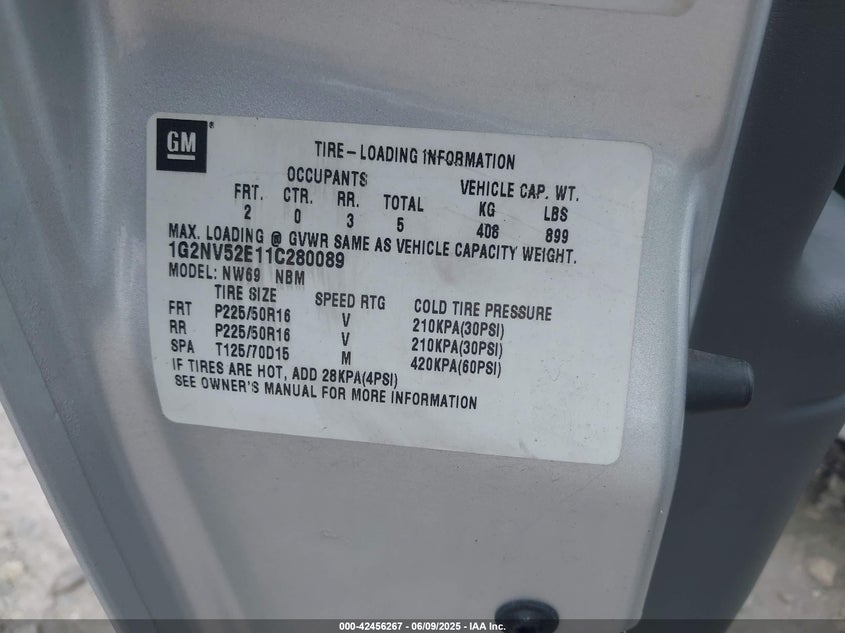 GM
TIRE-LOADING INFORMATION
OCCUPANTS VEHICLE CAP. WT.
FRT. CTR. RR. TOTAL KG LBS
2 0 3 5 408 899
MAX. LOADING @ GVWR SAME AS VEHICLE CAPACITY WEIGHT.
1G2NV52E11C280089
MODEL: NW69 NBM
TIRE SIZE SPEED RTG COLD TIRE PRESSURE
FRT P225/50R16 V 210KPA(30PSI)
RR P225/50R16 V 210KPA(30PSI)
SPA T125/70D15 M 420KPA(60PSI)
IF TIRES ARE HOT, ADD 28KPA(4PSI)
SEE OWNER'S MANUAL FOR MORE INFORMATION
000-42456267 - 06/09/2025 - IAA Inc.